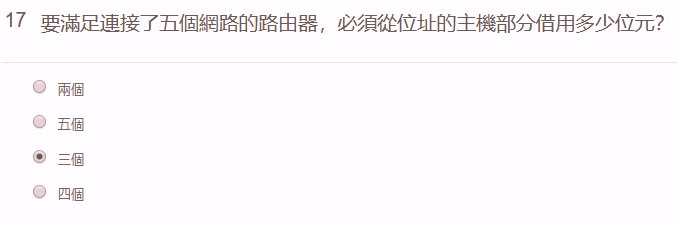 17 要滿足連接了五個網路的路由器，必須從位址的主機部分借用多少位元？
兩個
五個
三個
四個